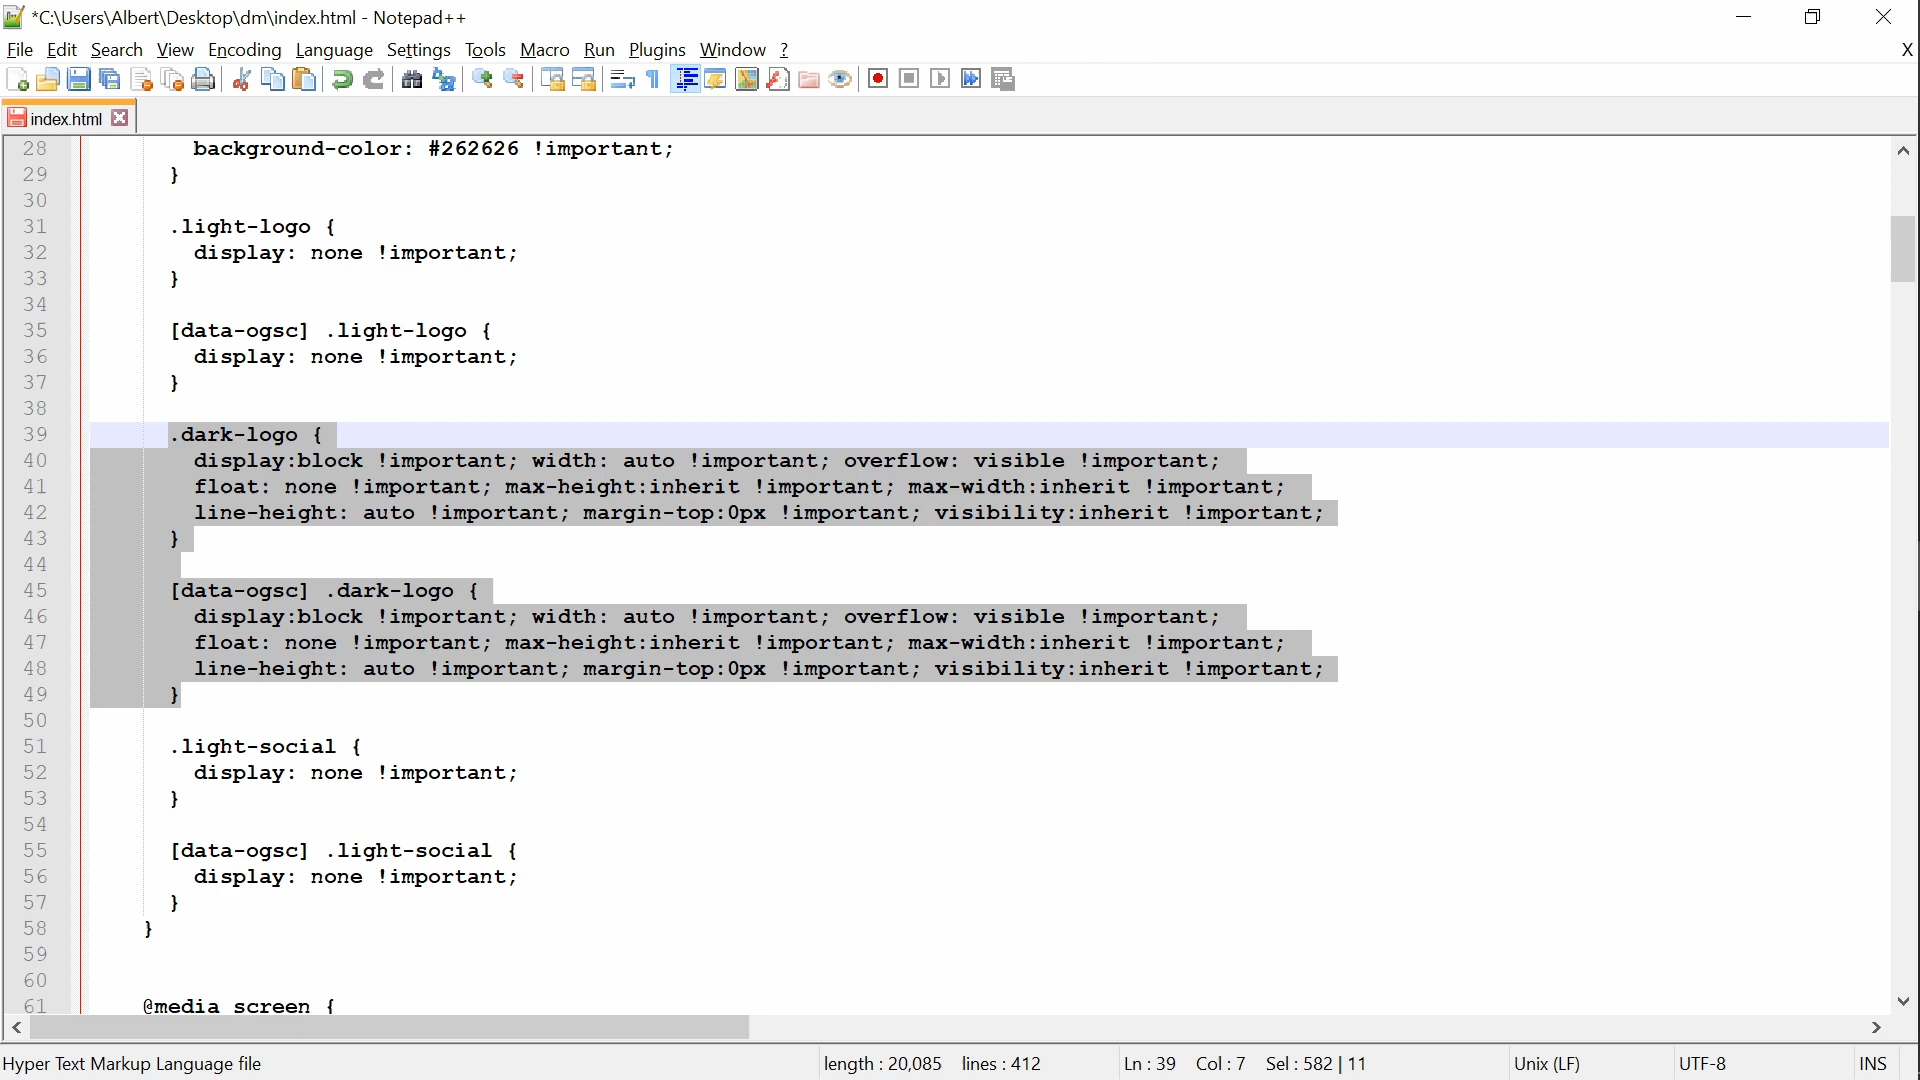 *C:\Users\Albert\Desktop\dm\index.html - Notepad++
File Edit Search View Encoding Language Settings Tools Macro Run Plugins Window ? X
index.html
28 background-color: #262626 !important;
29 }
30
31 .light-logo {
32 display: none !important;
33 }
34
35 [data-ogsc] .light-logo {
36 display: none !important;
37 }
38
39 .dark-logo {
40 display:block !important; width: auto !important; overflow: visible !important;
41 float: none !important; max-height:inherit !important; max-width:inherit !important;
42 line-height: auto !important; margin-top:0px !important; visibility:inherit !important;
43 }
44
45 [data-ogsc] .dark-logo {
46 display:block !important; width: auto !important; overflow: visible !important;
47 float: none !important; max-height:inherit !important; max-width:inherit !important;
48 line-height: auto !important; margin-top:0px !important; visibility:inherit !important;
49 }
50
51 .light-social {
52 display: none !important;
53 }
54
55 [data-ogsc] .light-social {
56 display: none !important;
57 }
58 }
59
60
61 @media screen {
Hyper Text Markup Language file length : 20,085 lines : 412 Ln : 39 Col : 7 Sel : 582 | 11 Unix (LF) UTF-8 INS